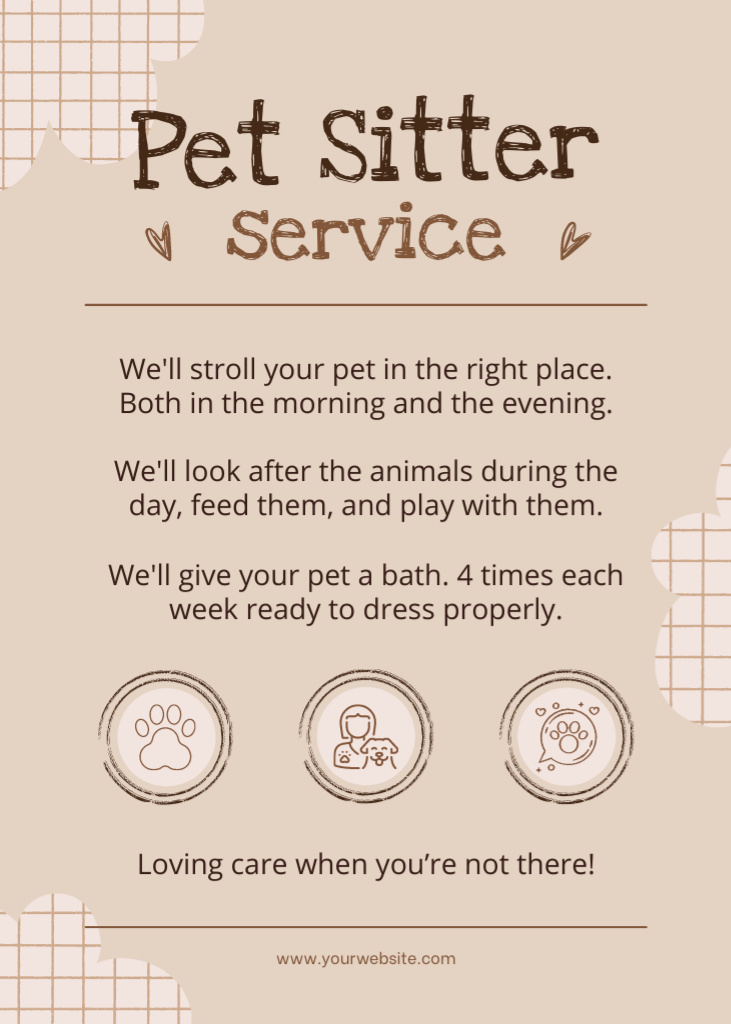 Pet Sitter
Service
We'll stroll your pet in the right place.
Both in the morning and the evening.
We'll look after the animals during the
day, feed them, and play with them.
We'll give your pet a bath. 4 times each
week ready to dress properly.
Loving care when you’re not there!
www.yourwebsite.com